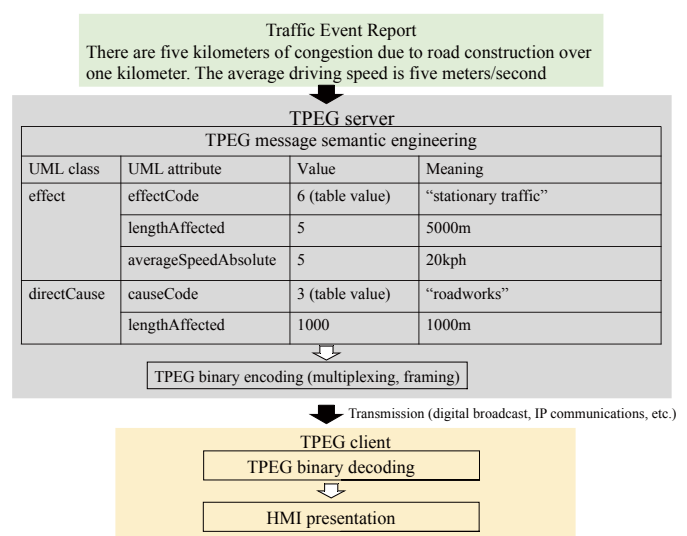 Traffic Event Report
There are five kilometers of congestion due to road construction over
one kilometer. The average driving speed is five meters/second
TPEG server
TPEG message semantic engineering
UML class UML attribute Value Meaning
effect effectCode 6 (table value) “stationary traffic”
lengthAffected 5 5000m
averageSpeedAbsolute 5 20kph
directCause causeCode 3 (table value) “roadworks”
lengthAffected 1000 1000m
TPEG binary encoding (multiplexing, framing)
Transmission (digital broadcast, IP communications, etc.)
TPEG client
TPEG binary decoding
HMI presentation